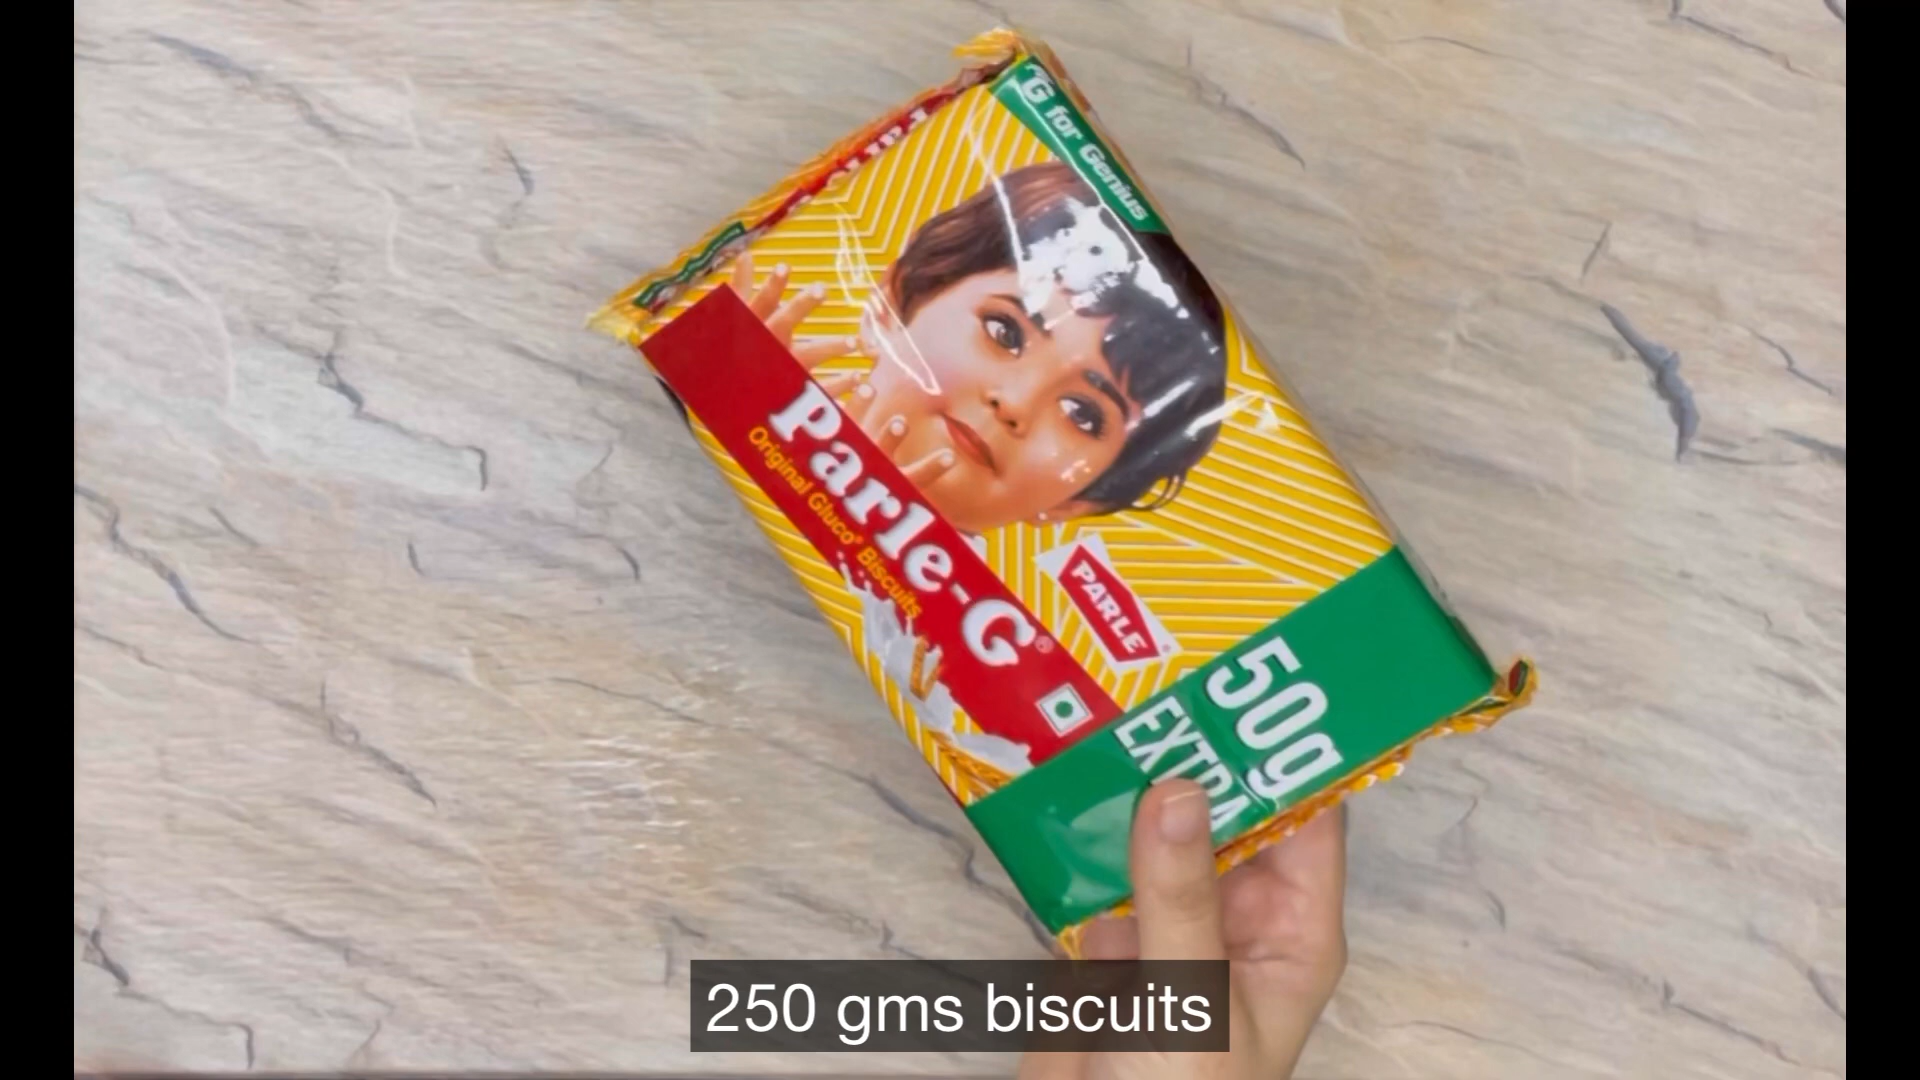 G for Genius
Parle-G®
Original Gluco® Biscuits
PARLE
50g
EXTRA
250 gms biscuits